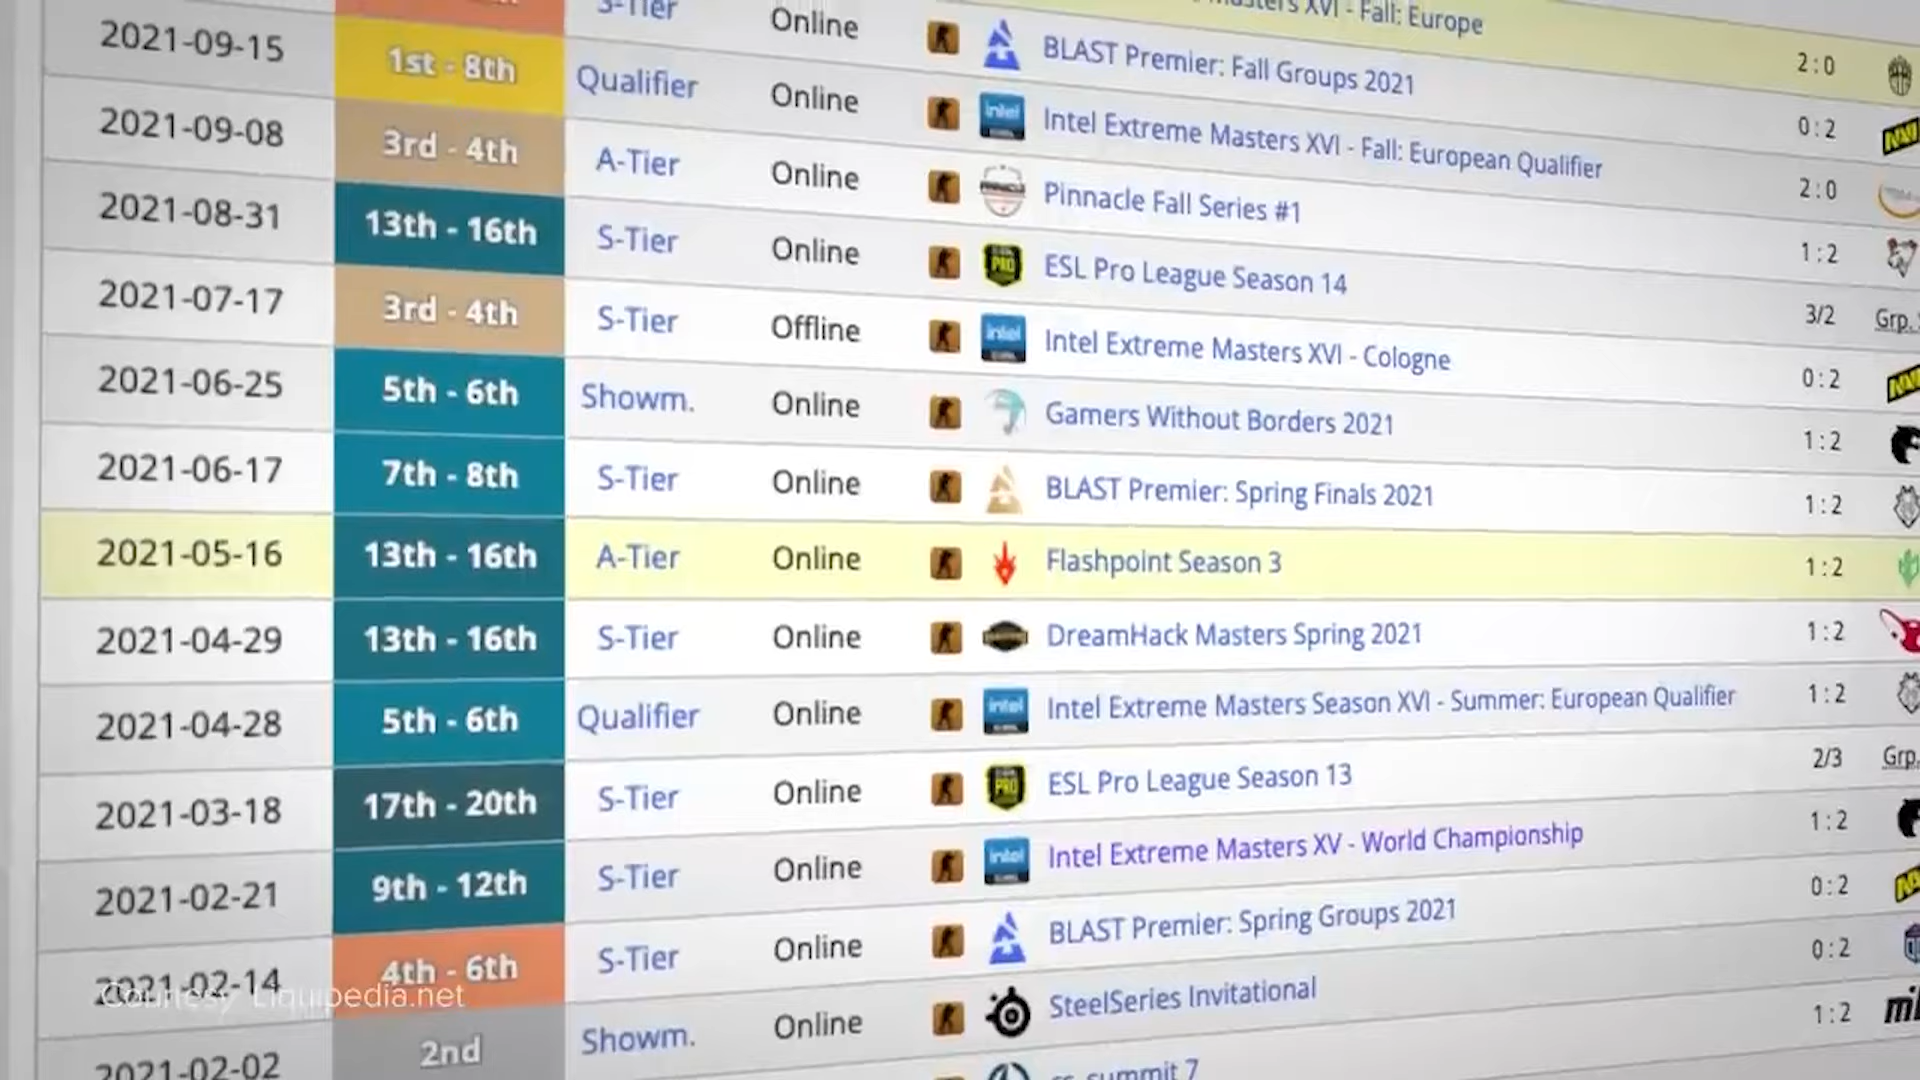 XVI - Fall: Europe 2:0
S-Tier Online BLAST Premier: Fall Groups 2021 0:2
2021-09-15 1st - 8th Qualifier Online intel Intel Extreme Masters XVI - Fall: European Qualifier 2:0
2021-09-08 3rd - 4th A-Tier Online PINNACLE Pinnacle Fall Series #1 1:2
2021-08-31 13th - 16th S-Tier Online PRO ESL Pro League Season 14 3/2 Grp.
2021-07-17 3rd - 4th S-Tier Offline intel Intel Extreme Masters XVI - Cologne 0:2
2021-06-25 5th - 6th Showm. Online Gamers Without Borders 2021 1:2
2021-06-17 7th - 8th S-Tier Online BLAST Premier: Spring Finals 2021 1:2
2021-05-16 13th - 16th A-Tier Online Flashpoint Season 3 1:2
2021-04-29 13th - 16th S-Tier Online DreamHack Masters Spring 2021 1:2
2021-04-28 5th - 6th Qualifier Online intel Intel Extreme Masters Season XVI - Summer: European Qualifier 1:2
2021-03-18 17th - 20th S-Tier Online PRO ESL Pro League Season 13 2/3 Grp.
2021-02-21 9th - 12th S-Tier Online intel Intel Extreme Masters XV - World Championship 1:2
2021-02-14 4th - 6th S-Tier Online BLAST Premier: Spring Groups 2021 0:2
Courtesy Liquipedia.net
2021-02-02 2nd Showm. Online SteelSeries Invitational 0:2
summit 7 1:2